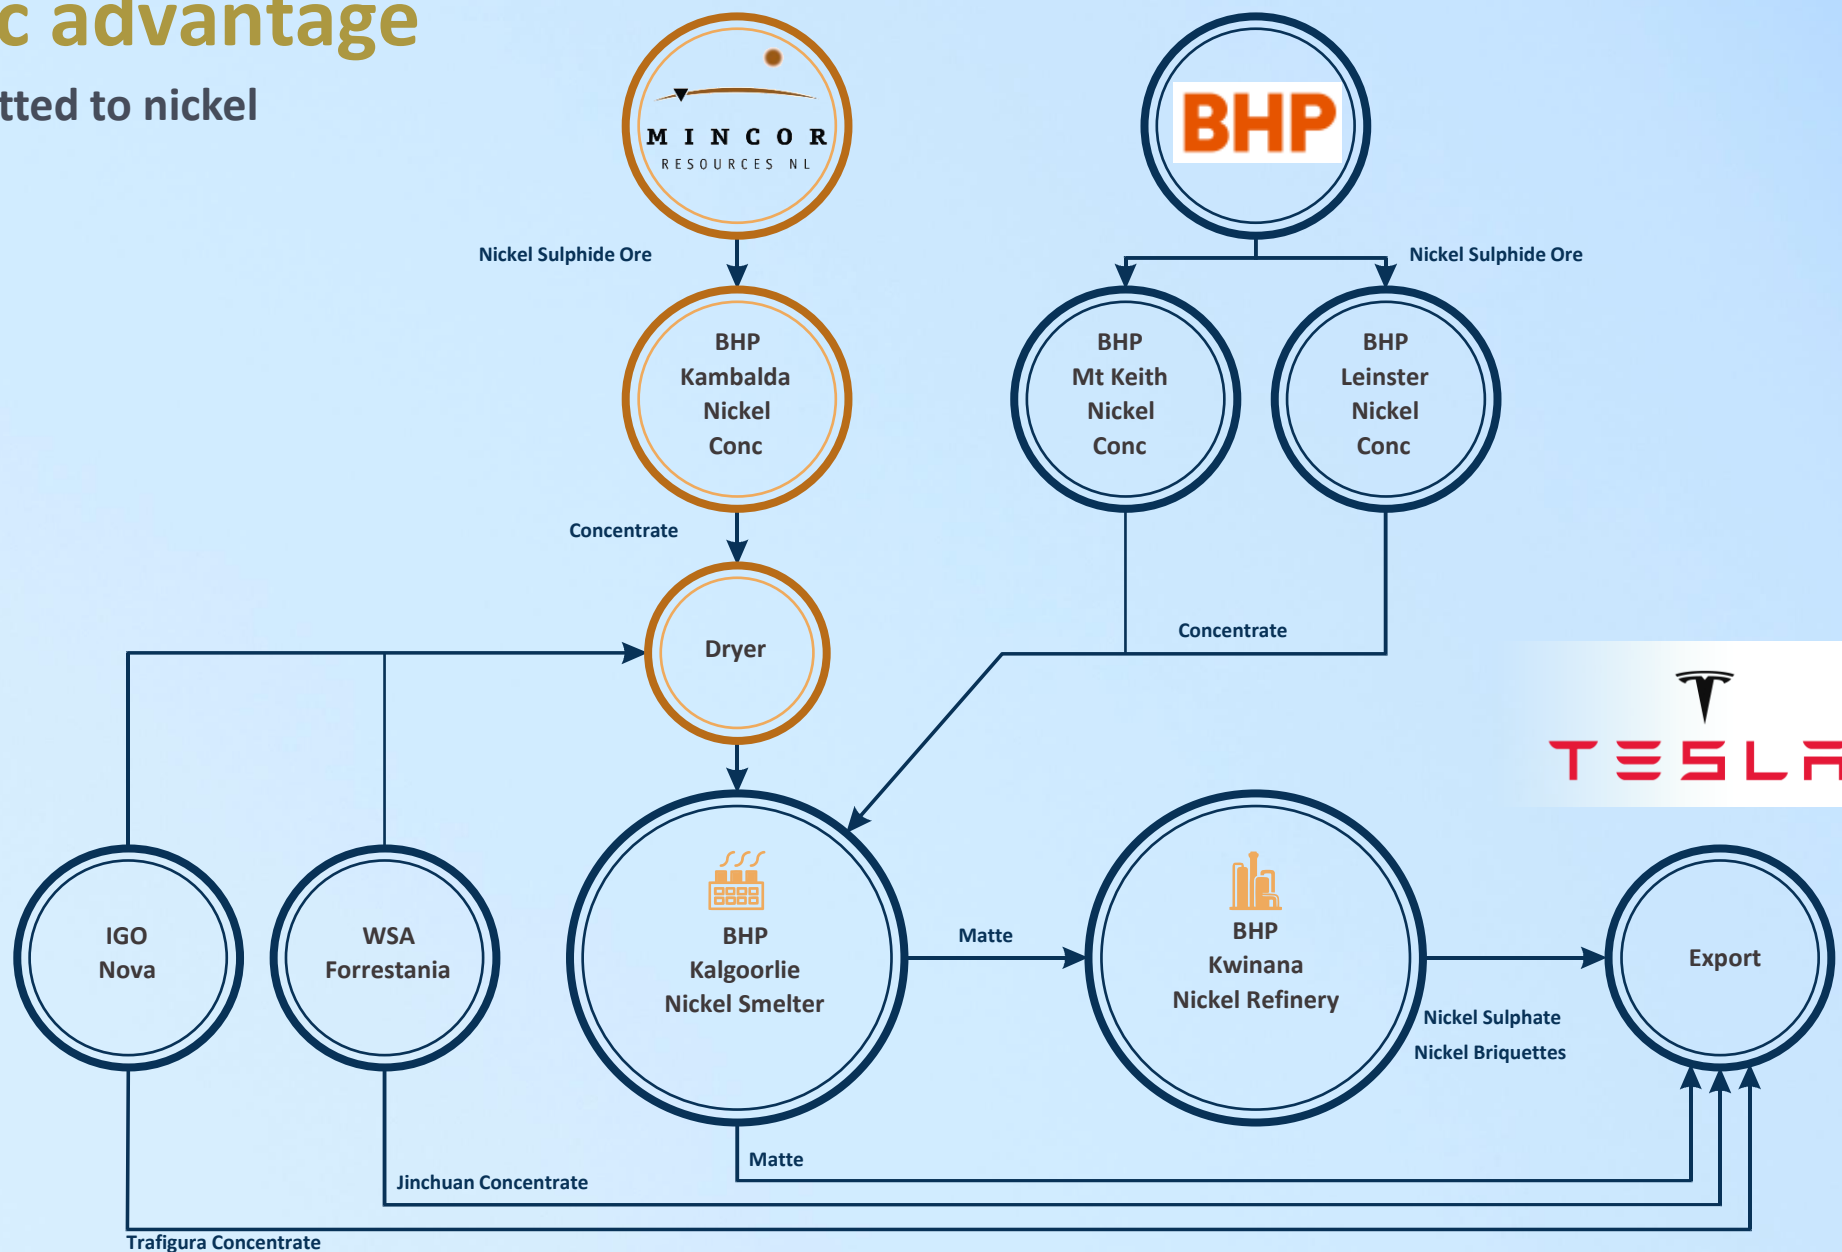 c advantage
tted to nickel
MINCOR
RESOURCES NL
BHP
Nickel Sulphide Ore
Nickel Sulphide Ore
BHP
Kambalda
Nickel
Conc
BHP
Mt Keith
Nickel
Conc
BHP
Leinster
Nickel
Conc
Concentrate
Dryer
Concentrate
TESLA
IGO
Nova
WSA
Forrestania
BHP
Kalgoorlie
Nickel Smelter
Matte
BHP
Kwinana
Nickel Refinery
Nickel Sulphate
Nickel Briquettes
Export
Matte
Jinchuan Concentrate
Trafigura Concentrate